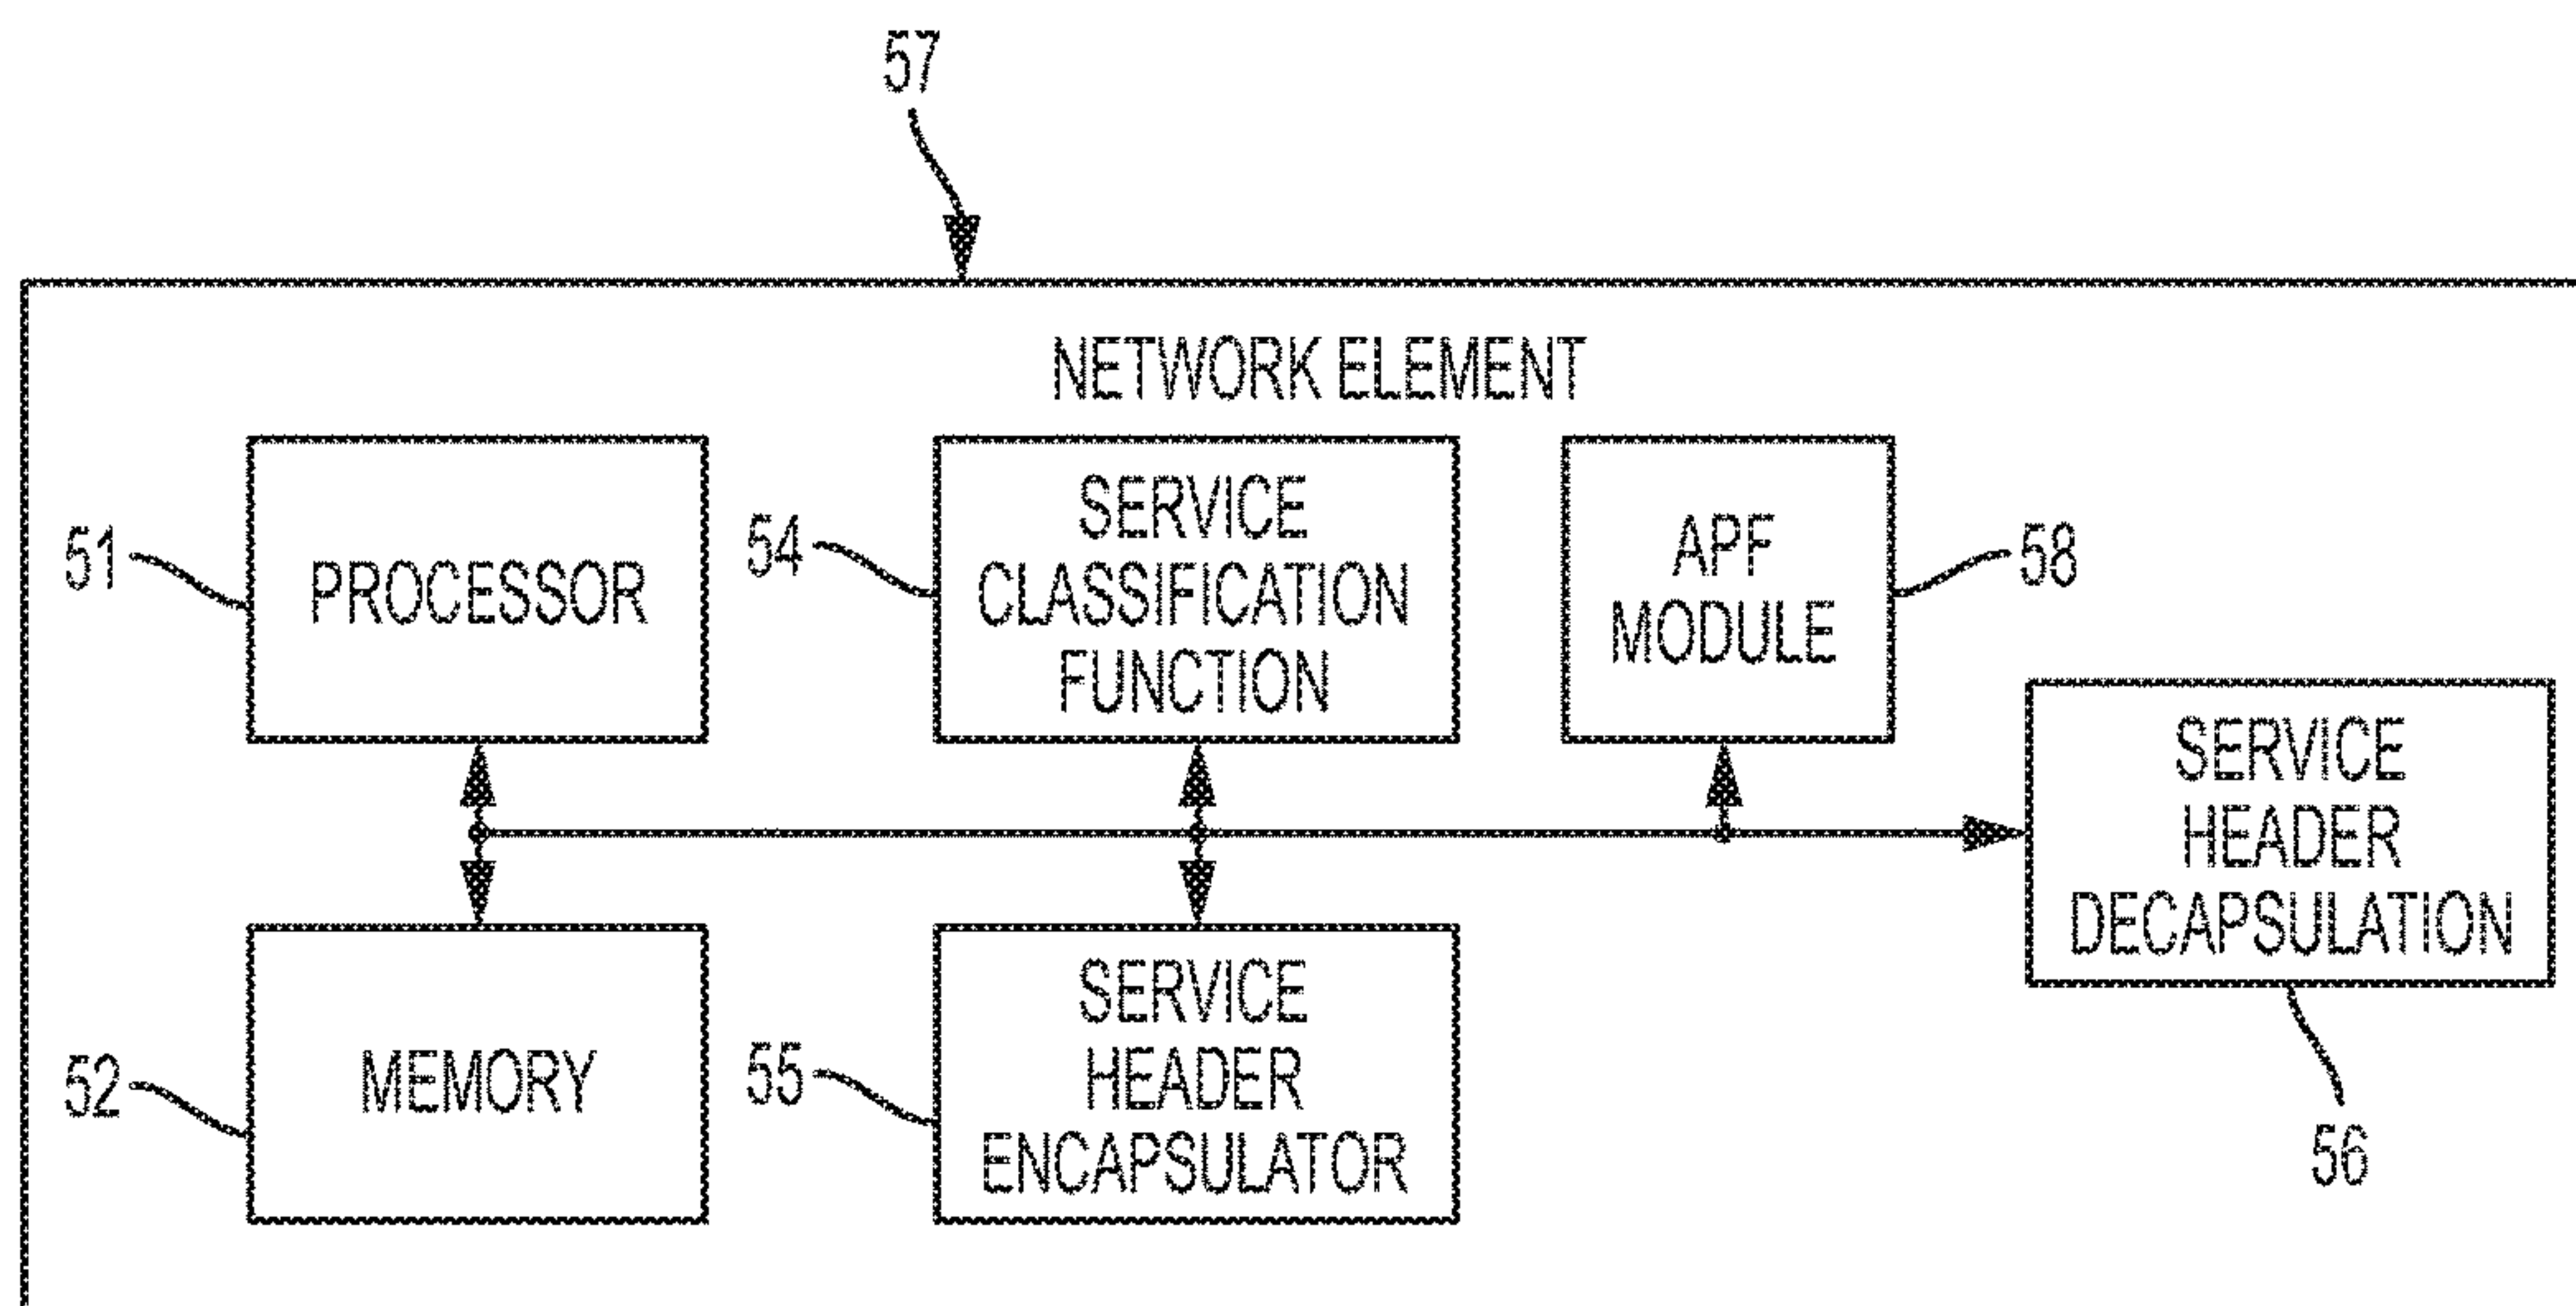 57
NETWORK ELEMENT
51
PROCESSOR
54
SERVICE
CLASSIFICATION
FUNCTION
APF
MODULE
58
SERVICE
HEADER
DECAPSULATION
56
52
MEMORY
55
SERVICE
HEADER
ENCAPSULATOR